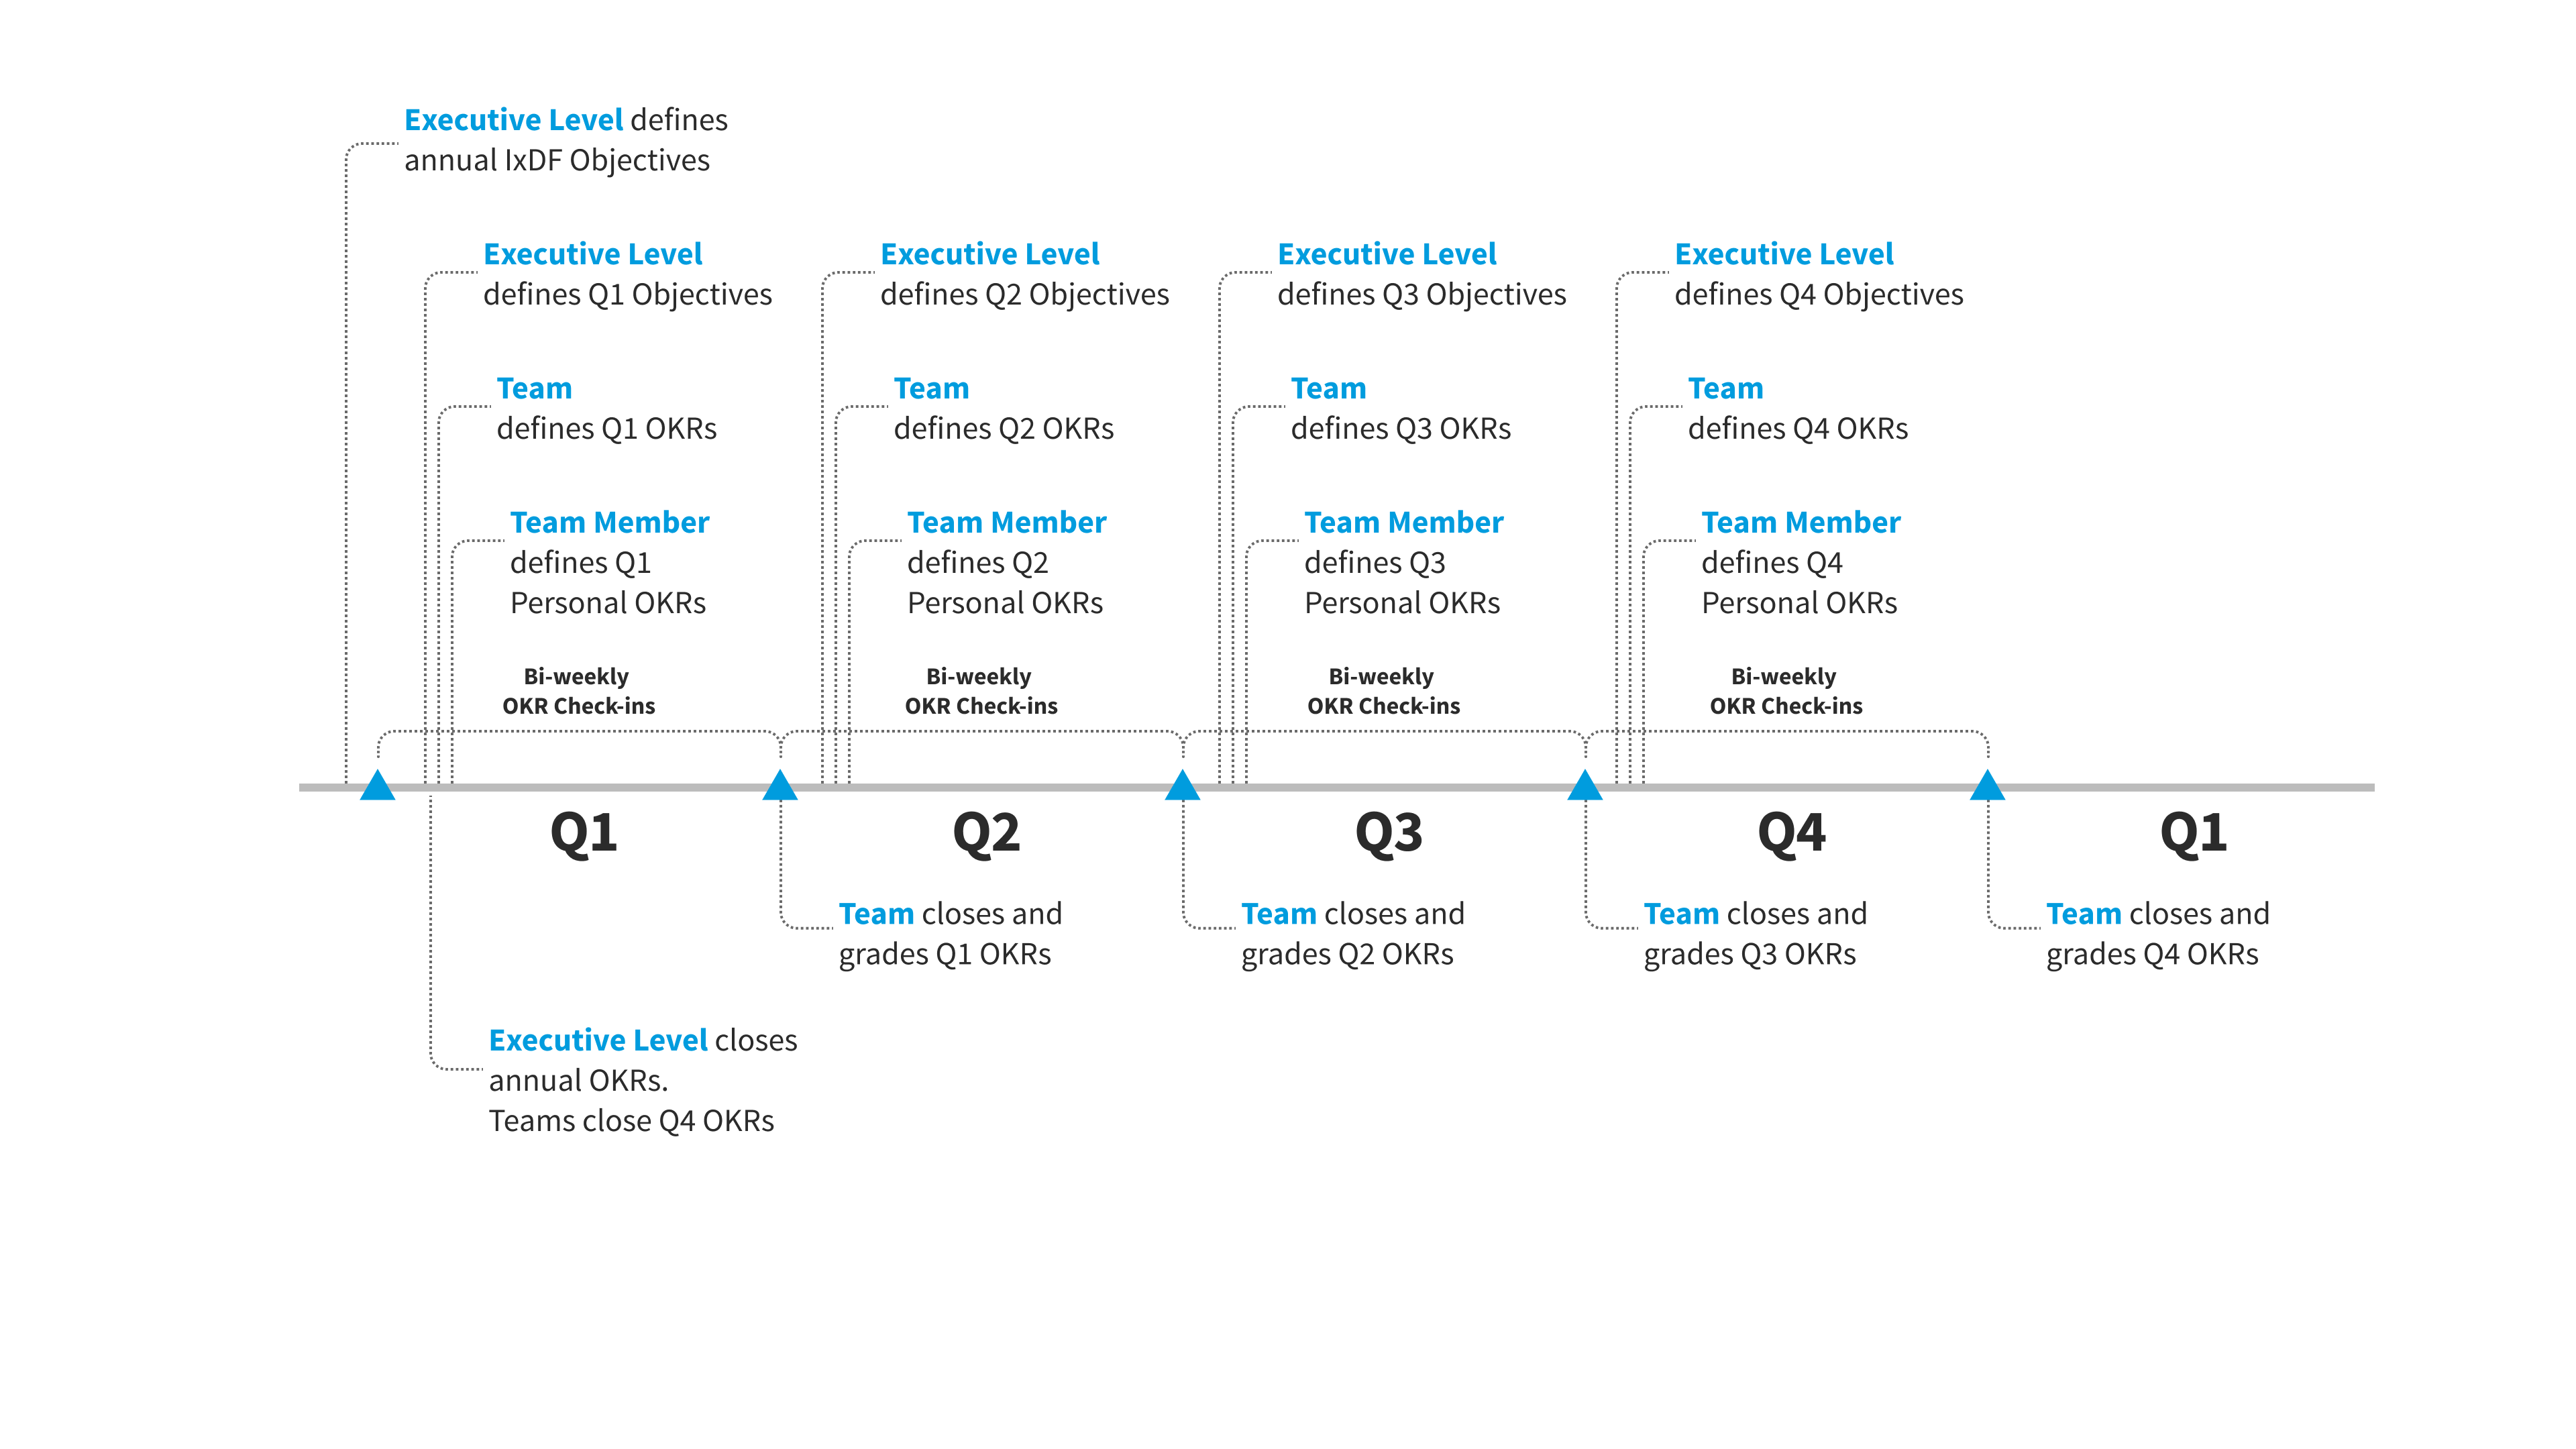 Executive Level defines
annual IxDF Objectives
Executive Level
defines Q1 Objectives
Executive Level
defines Q2 Objectives
Executive Level
defines Q3 Objectives
Executive Level
defines Q4 Objectives
Team
defines Q1 OKRs
Team
defines Q2 OKRs
Team
defines Q3 OKRs
Team
defines Q4 OKRs
Team Member
defines Q1
Personal OKRs
Team Member
defines Q2
Personal OKRs
Team Member
defines Q3
Personal OKRs
Team Member
defines Q4
Personal OKRs
Bi-weekly
OKR Check-ins
Bi-weekly
OKR Check-ins
Bi-weekly
OKR Check-ins
Bi-weekly
OKR Check-ins
Q1
Q2
Q3
Q4
Q1
Team closes and
grades Q1 OKRs
Team closes and
grades Q2 OKRs
Team closes and
grades Q3 OKRs
Team closes and
grades Q4 OKRs
Executive Level closes
annual OKRs.
Teams close Q4 OKRs